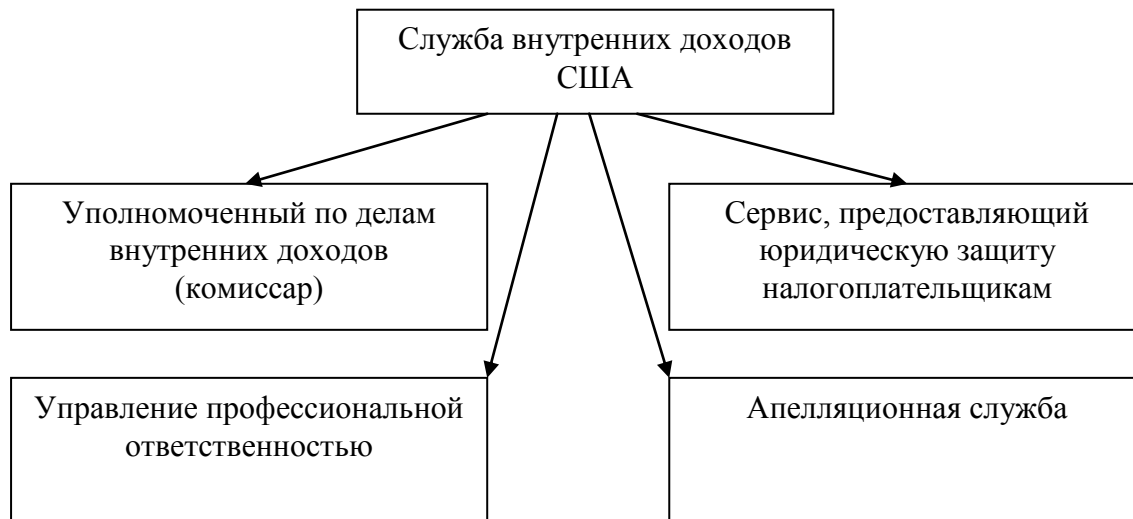 Служба внутренних доходов
США
Уполномоченный по делам
внутренних доходов
(комиссар)
Сервис, предоставляющий
юридическую защиту
налогоплательщикам
Управление профессиональной
ответственностью
Апелляционная служба